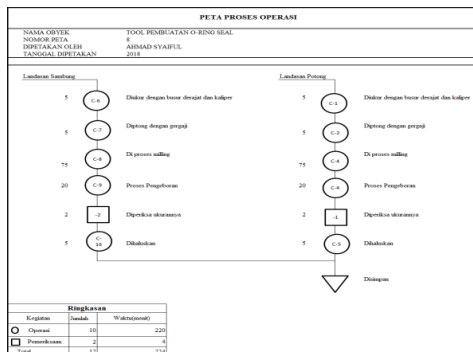 PETA PROSES OPERASI
NAMA OBYEK TOOL PEMBUATAN O-RING SEAL
NOMOR PETA 8
DIPETAKAN OLEH AHMAD SYAIFUL
TANGGAL DIPETAKAN 2018
Landasan Sambung Landasan Potong
5 C-6 Diukur dengan busur derajat dan kaliper 5 C-1 Diukur dengan busur derajat dan kaliper
5 C-7 Diptong dengan gergaji 5 C-2 Diptong dengan gergaji
75 C-8 Di proses milling 75 Di proses milling
20 C-9 Proses Pengeboran 20 C-4 Proses Pengeboran
2 -2 Diperiksa ukurannya 2 -1 Diperiksa ukurannya
5 C-10 Dihaluskan 5 C-5 Dihaluskan
Disimpan
Ringkasan
Kegiatan Jumlah Waktu(menit)
Operasi 10 220
Pemeriksaan 2 4
Total 12 224